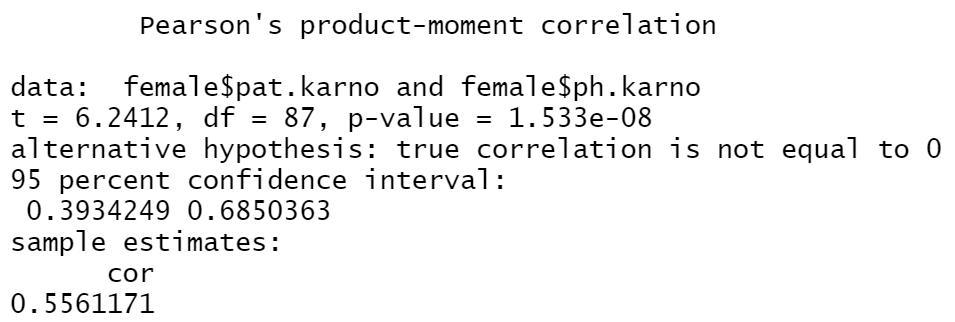 Pearson's product-moment correlation
data:  female$pat.karno and female$ph.karno
t = 6.2412, df = 87, p-value = 1.533e-08
alternative hypothesis: true correlation is not equal to 0
95 percent confidence interval:
 0.3934249 0.6850363
sample estimates:
      cor
0.5561171